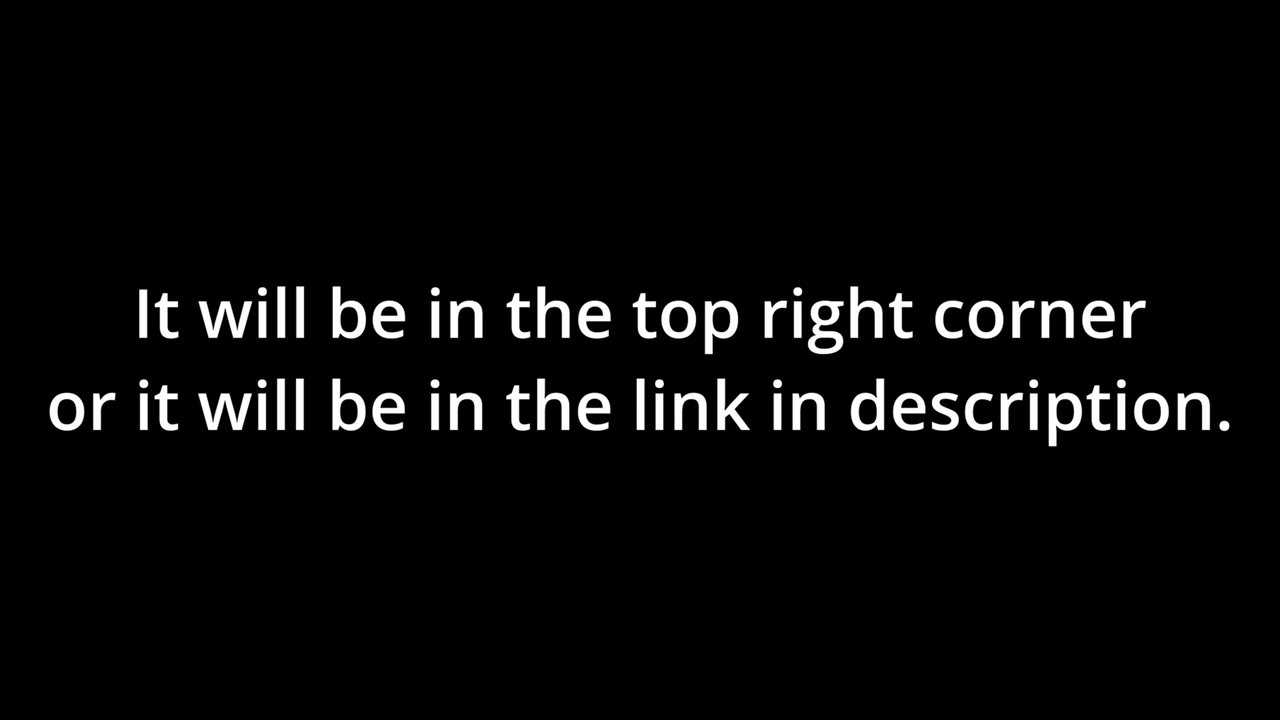 It will be in the top right corner
or it will be in the link in description.